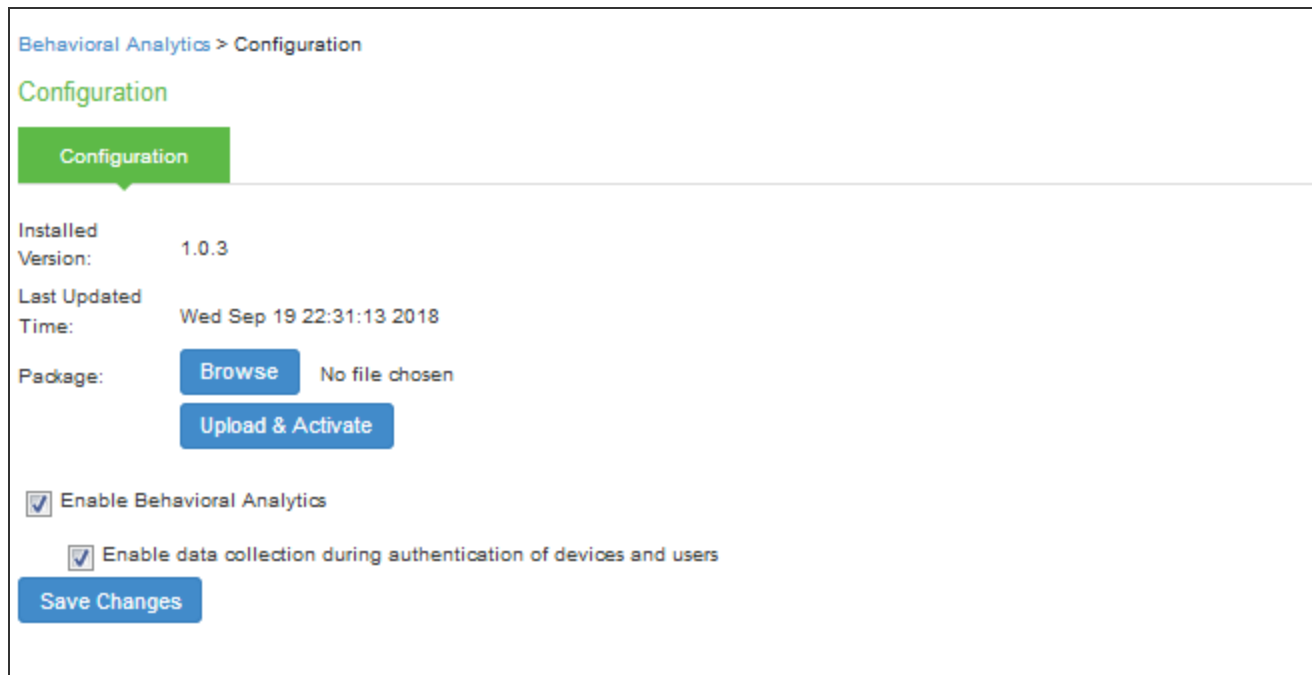 Behavioral Analytics > Configuration
Configuration
Configuration
Installed
Version:
1.0.3
Last Updated
Time:
Wed Sep 19 22:31:13 2018
Package:
Browse
No file chosen
Upload & Activate
Enable Behavioral Analytics
Enable data collection during authentication of devices and users
Save Changes